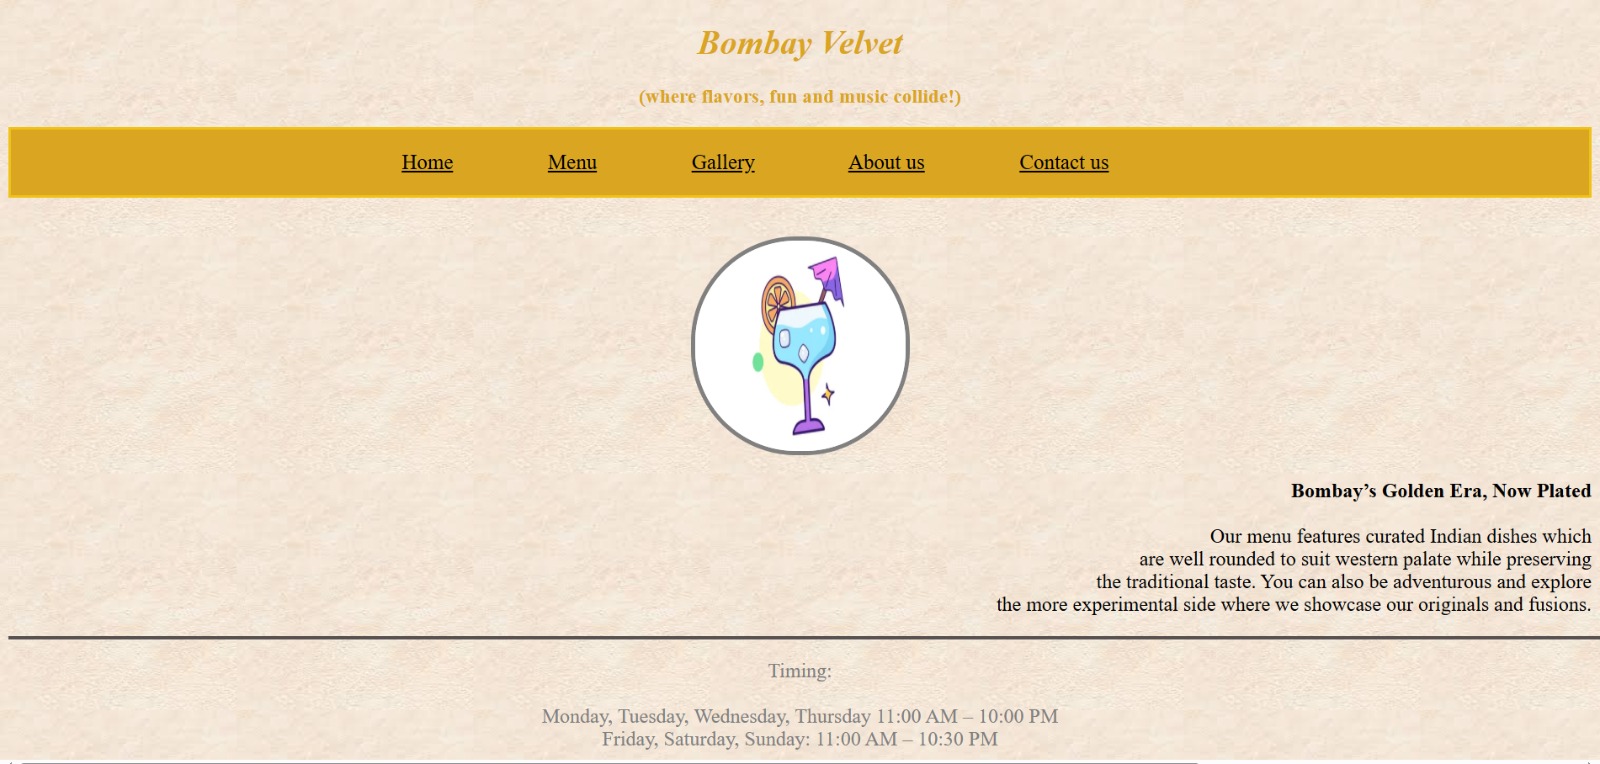 Bombay Velvet
(where flavors, fun and music collide!)
Home Menu Gallery About us Contact us
Bombay’s Golden Era, Now Plated
Our menu features curated Indian dishes which
are well rounded to suit western palate while preserving
the traditional taste. You can also be adventurous and explore
the more experimental side where we showcase our originals and fusions.
Timing:
Monday, Tuesday, Wednesday, Thursday 11:00 AM – 10:00 PM
Friday, Saturday, Sunday: 11:00 AM – 10:30 PM